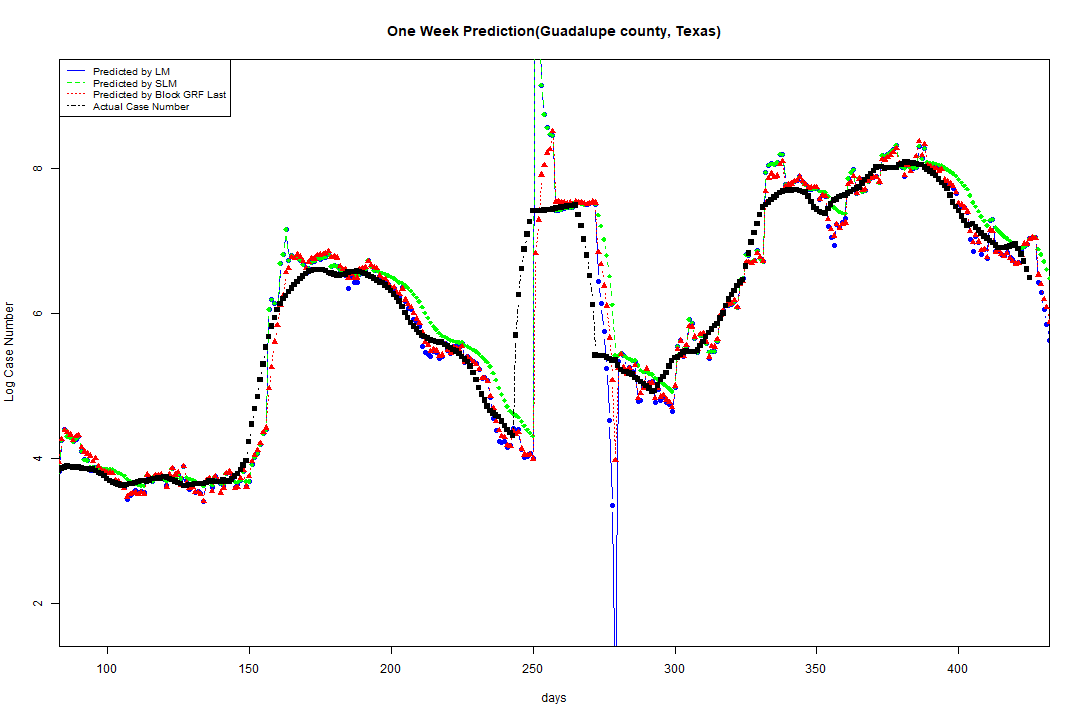 One Week Prediction(Guadalupe county, Texas)
Predicted by LM
Predicted by SLM
Predicted by Block GRF Last
Actual Case Number
8
6
4
2
Log Case Number
100 150 200 250 300 350 400
days